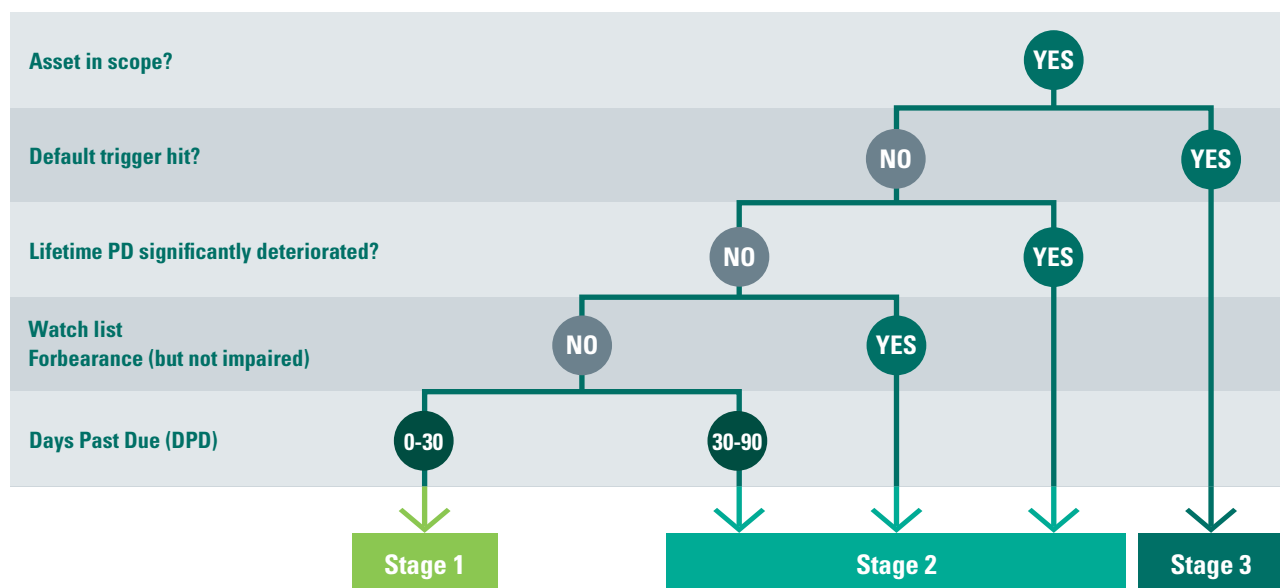 Asset in scope?
YES
Default trigger hit?
NO
YES
Lifetime PD significantly deteriorated?
NO
YES
Watch list
Forbearance (but not impaired)
NO
YES
Days Past Due (DPD)
0-30
30-90
Stage 1
Stage 2
Stage 3